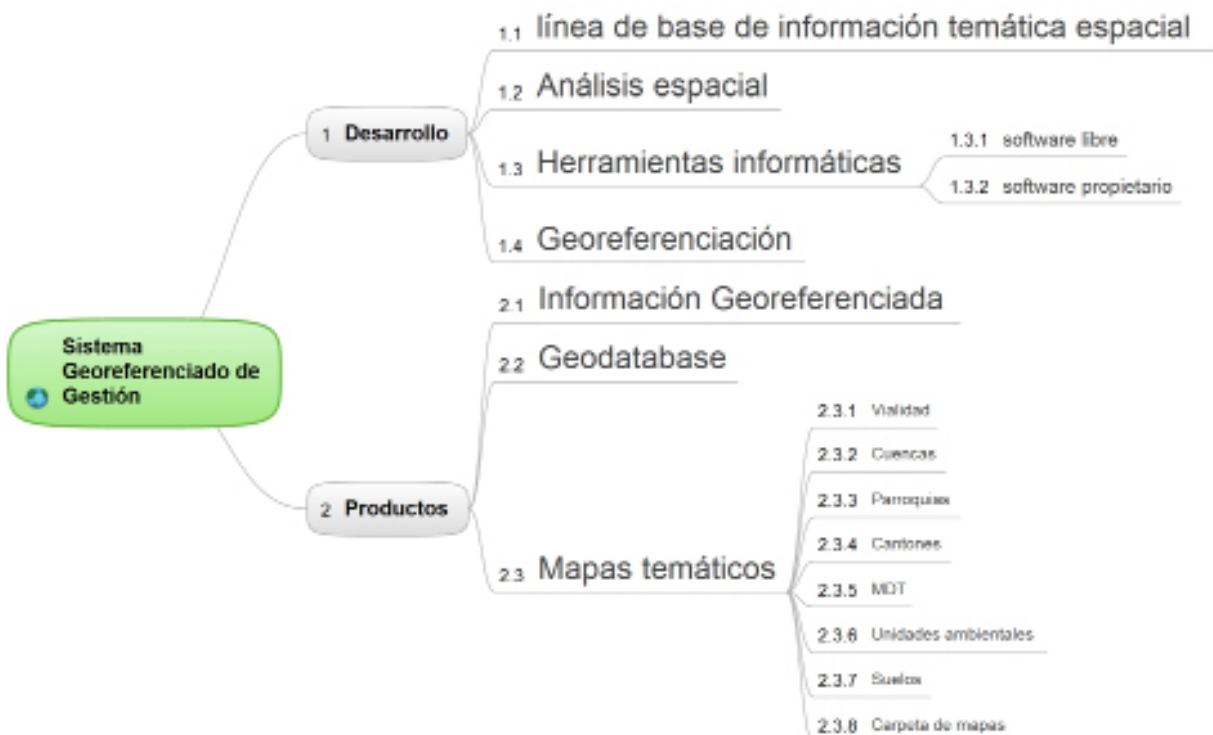 1.1 línea de base de información temática espacial
1.2 Análisis espacial
1 Desarrollo
1.3 Herramientas informáticas
1.3.1 software libre
1.3.2 software propietario
1.4 Georeferenciación
Sistema
Georeferenciado de
Gestión
2.1 Información Georeferenciada
2.2 Geodatabase
2 Productos
2.3 Mapas temáticos
2.3.1 Vialidad
2.3.2 Cuencas
2.3.3 Parroquias
2.3.4 Cantones
2.3.5 MDT
2.3.6 Unidades ambientales
2.3.7 Suelos
2.3.8 Carpeta de mapas